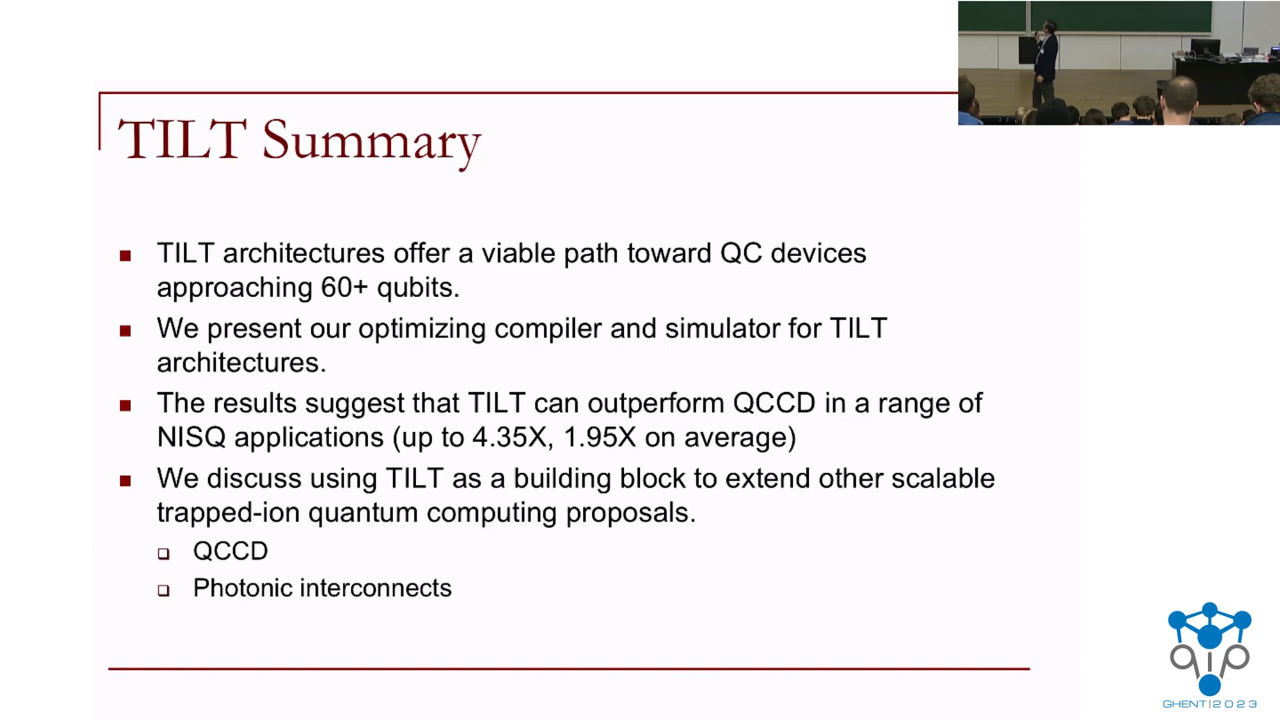 TILT Summary
TILT architectures offer a viable path toward QC devices
approaching 60+ qubits.
We present our optimizing compiler and simulator for TILT
architectures.
The results suggest that TILT can outperform QCCD in a range of
NISQ applications (up to 4.35X, 1.95X on average)
We discuss using TILT as a building block to extend other scalable
trapped-ion quantum computing proposals.
QCCD
Photonic interconnects
qip
GHENT|2023